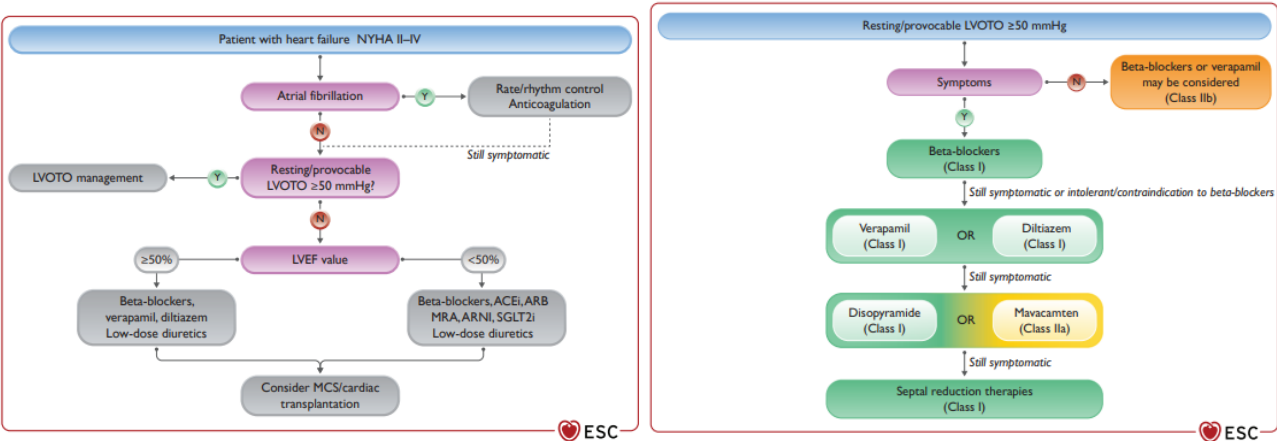 Patient with heart failure NYHA II–IV
Atrial fibrillation
Y
Rate/rhythm control
Anticoagulation
N
Still symptomatic
Resting/provocable
LVOTO ≥50 mmHg?
Y
LVOTO management
N
LVEF value
≥50%
<50%
Beta-blockers,
verapamil, diltiazem
Low-dose diuretics
Beta-blockers, ACEi, ARB
MRA, ARNI, SGLT2i
Low-dose diuretics
Consider MCS/cardiac
transplantation
ESC
Resting/provocable LVOTO ≥50 mmHg
Symptoms
N
Beta-blockers or verapamil
may be considered
(Class IIb)
Y
Beta-blockers
(Class I)
Still symptomatic or intolerant/contraindication to beta-blockers
Verapamil
(Class I)
OR
Diltiazem
(Class I)
Still symptomatic
Disopyramide
(Class I)
OR
Mavacamten
(Class IIa)
Still symptomatic
Septal reduction therapies
(Class I)
ESC